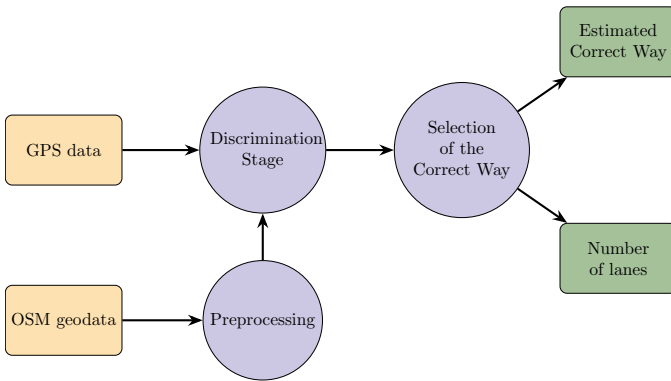 Estimated
Correct Way
GPS data
Discrimination
Stage
Selection
of the
Correct Way
Number
of lanes
OSM geodata
Preprocessing